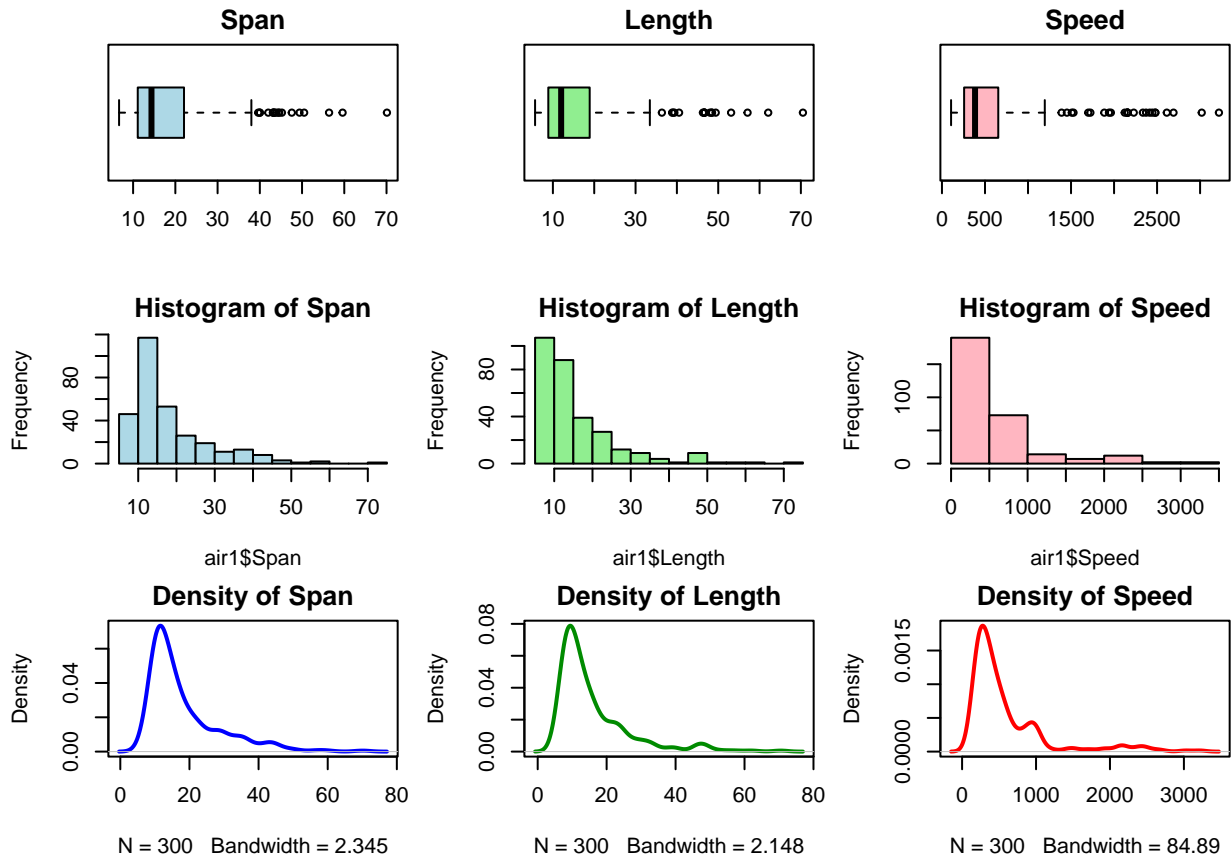 Span Length Speed
10 20 30 40 50 60 70 10 30 50 70 0 500 1500 2500
Histogram of Span Histogram of Length Histogram of Speed
Frequency 0 40 80 Frequency 0 40 80 Frequency 0 100
10 30 50 70 10 30 50 70 0 1000 2000 3000
air1$Span air1$Length air1$Speed
Density of Span Density of Length Density of Speed
Density 0.00 0.04 Density 0.00 0.04 0.08 Density 0.0000 0.0015
0 20 40 60 80 0 20 40 60 80 0 1000 2000 3000
N = 300 Bandwidth = 2.345 N = 300 Bandwidth = 2.148 N = 300 Bandwidth = 84.89